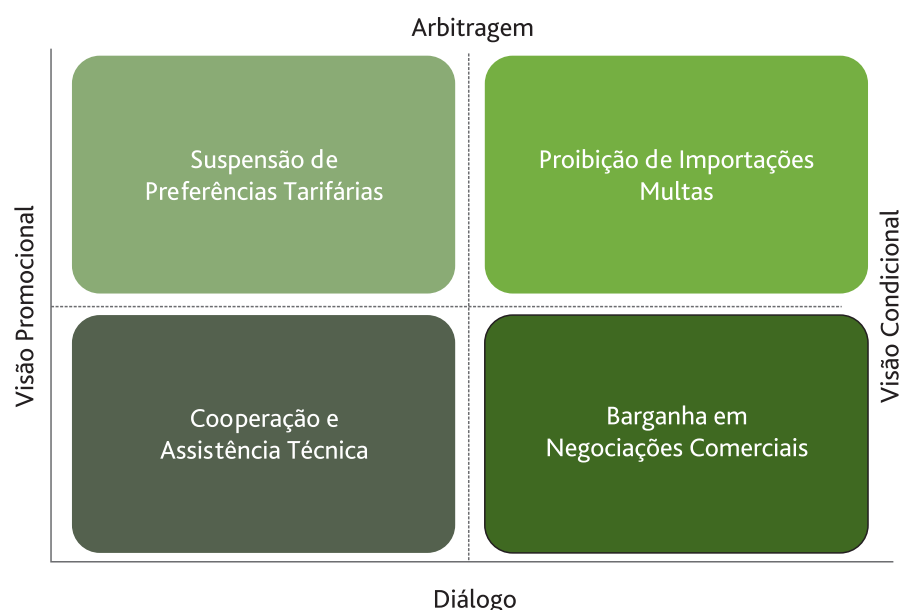 Arbitragem
Suspensão de
Preferências Tarifárias
Proibição de Importações
Multas
Visão Promocional
Visão Condicional
Cooperação e
Assistência Técnica
Barganha em
Negociações Comerciais
Diálogo